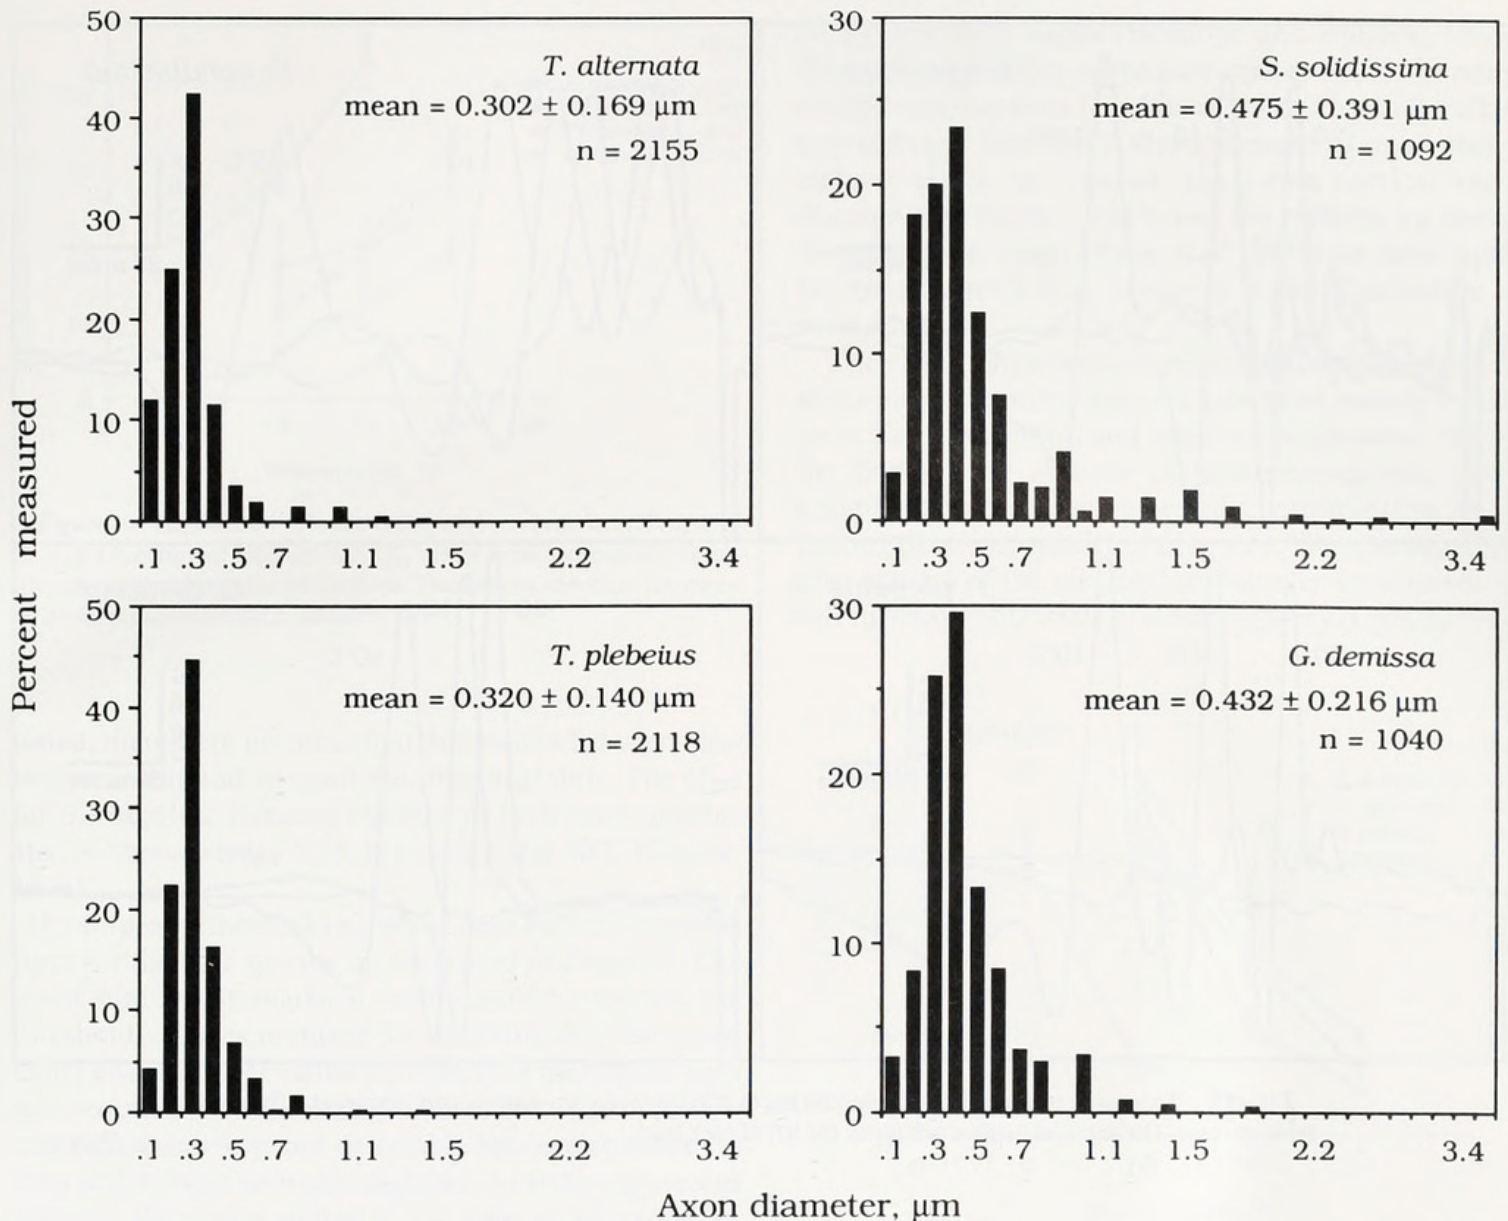 Percent measured
50
40
30
20
10
0
T. alternata
mean = 0.302 ± 0.169 µm
n = 2155
.1 .3 .5 .7 1.1 1.5 2.2 3.4
30
20
10
0
S. solidissima
mean = 0.475 ± 0.391 µm
n = 1092
.1 .3 .5 .7 1.1 1.5 2.2 3.4
50
40
30
20
10
0
T. plebeius
mean = 0.320 ± 0.140 µm
n = 2118
.1 .3 .5 .7 1.1 1.5 2.2 3.4
30
20
10
0
G. demissa
mean = 0.432 ± 0.216 µm
n = 1040
.1 .3 .5 .7 1.1 1.5 2.2 3.4
Axon diameter, µm